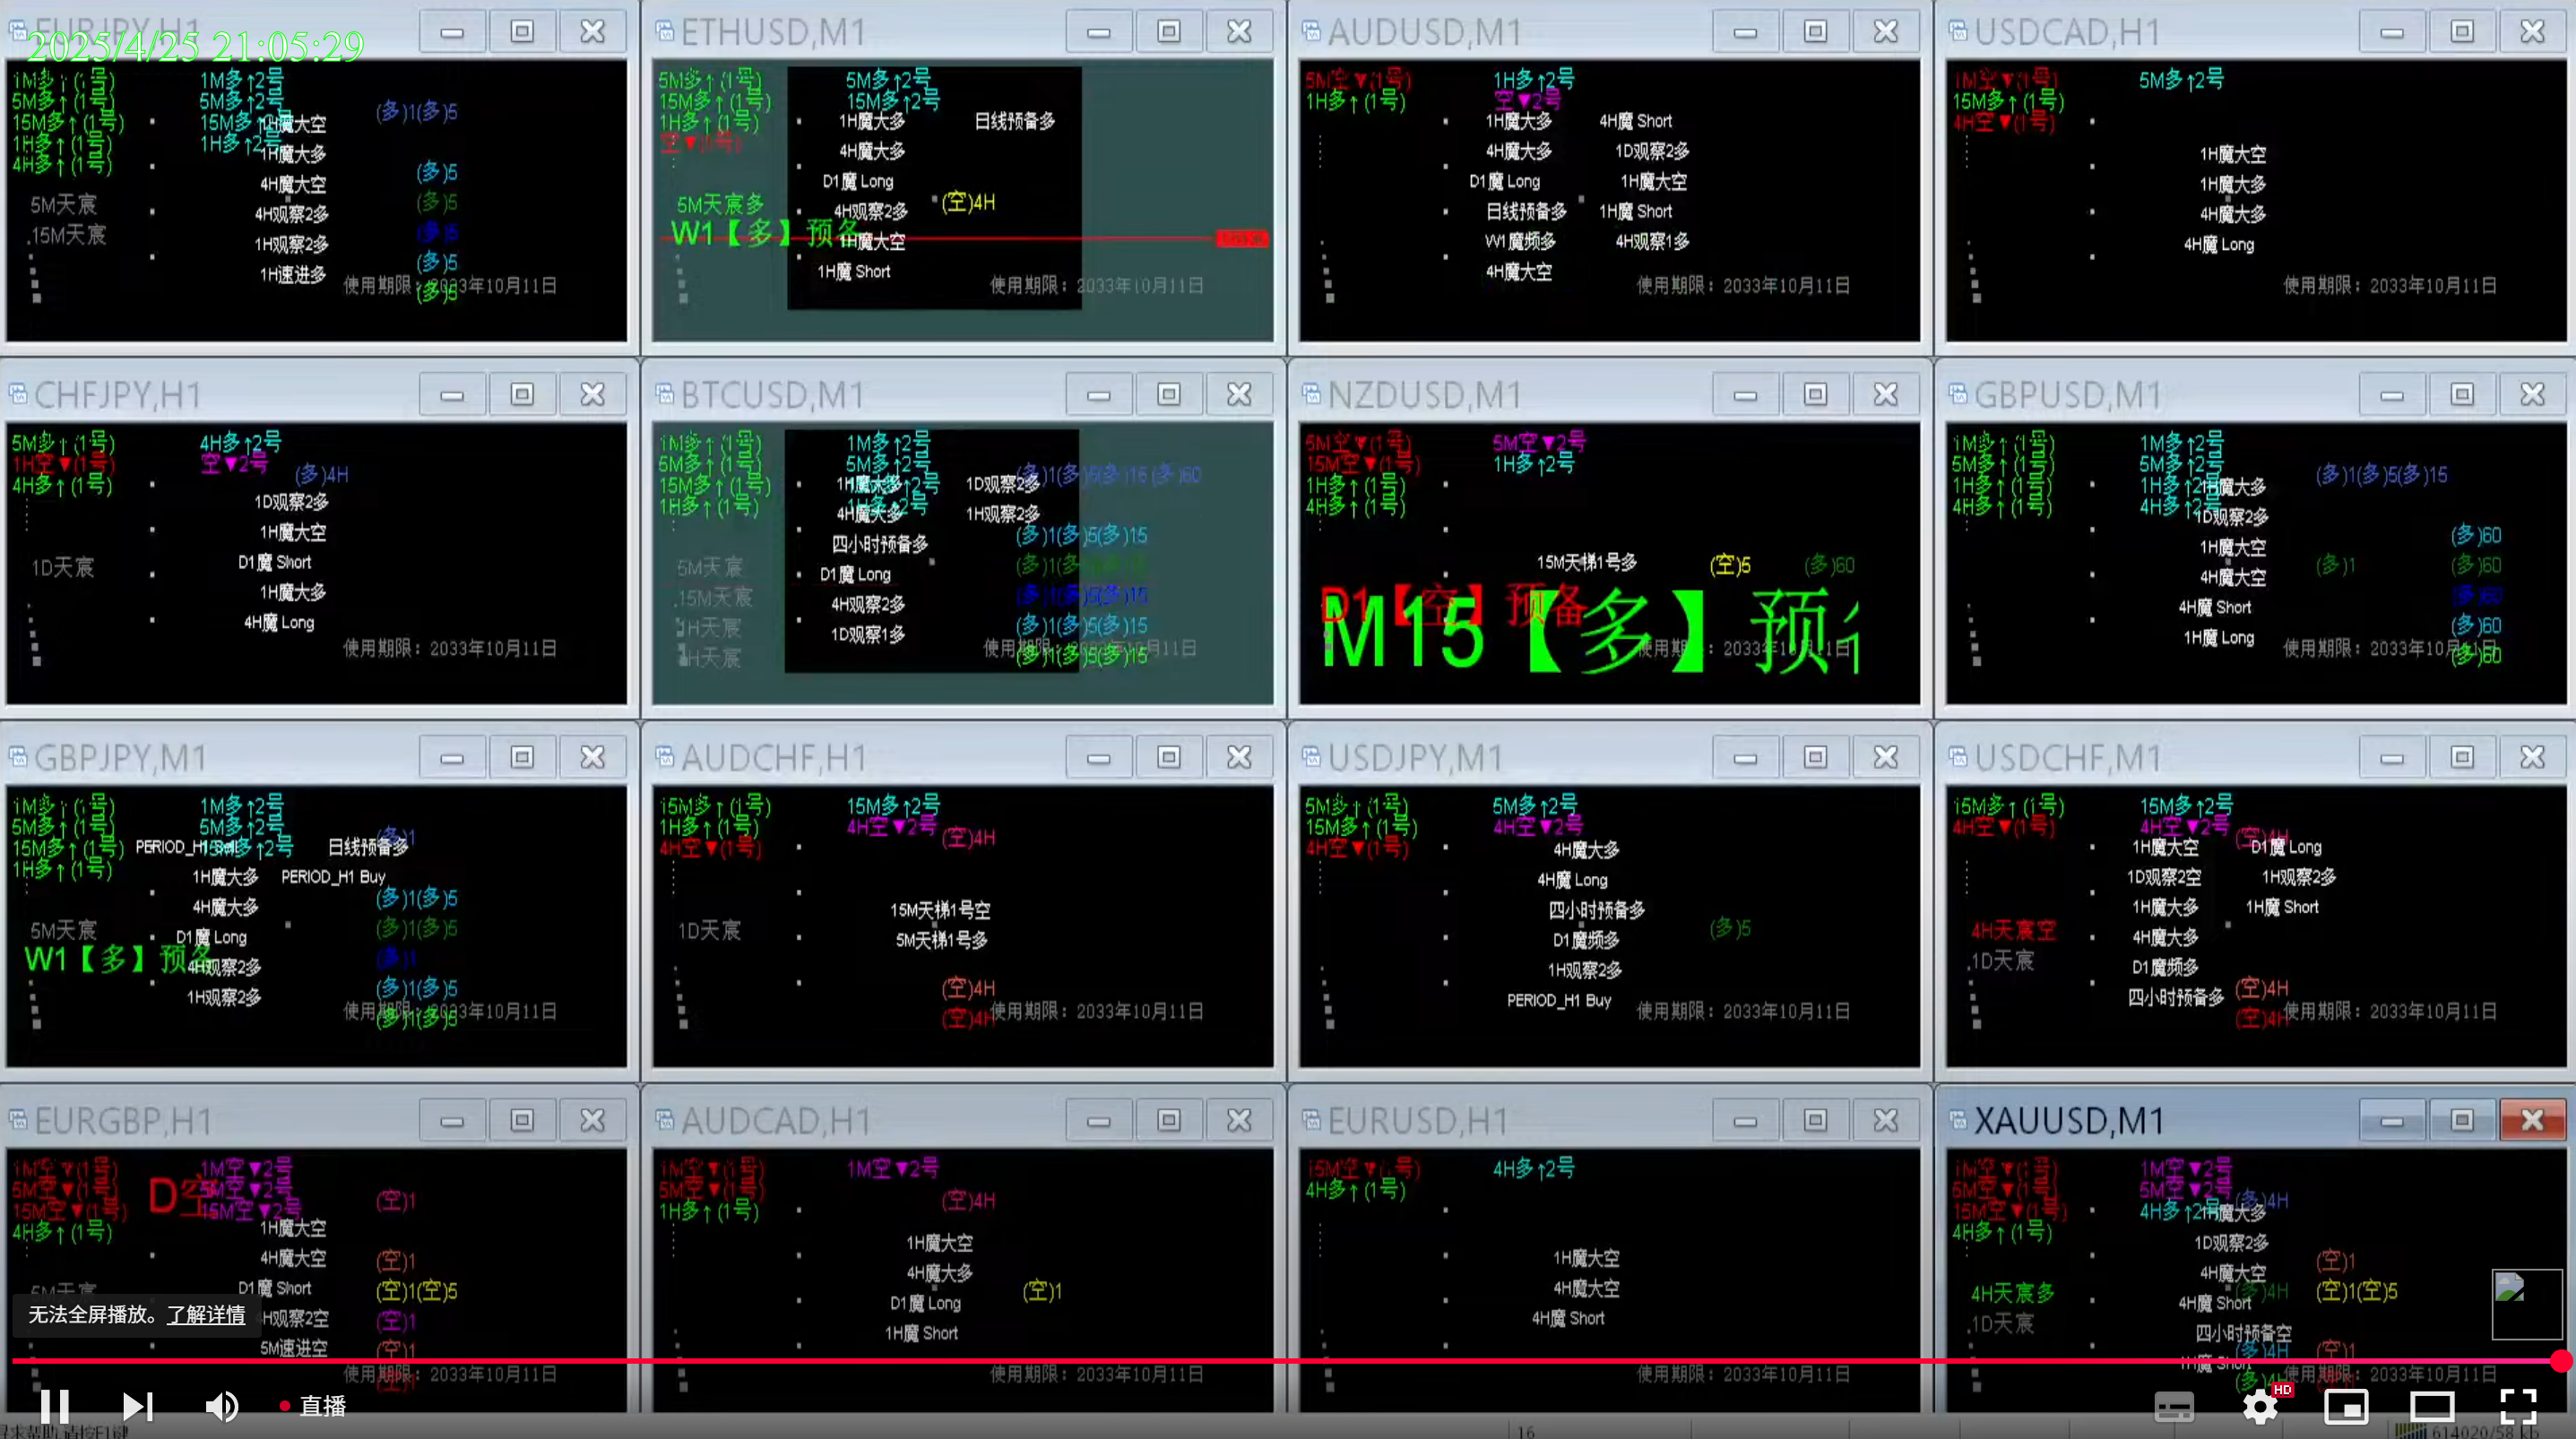 EURJPY,H1
2025/4/25 21:05:29
1M多↑(1号) 1M多↑2号
5M多↑(1号) 5M多↑2号 (多)1(多)5
15M多↑(1号) 15M多↑2号 1H魔大空
1H多↑(1号) 1H多↑2号 1H魔大多
4H多↑(1号)
4H魔大空 (多)5
5M天宸 4H观察2多 (多)5
.15M天宸 1H观察2多 (多)5
1H速进多 (多)5
使用期限：2033年10月11日
(多)5
ETHUSD,M1
5M多↑(1号) 5M多↑2号
15M多↑(1号) 15M多↑2号
1H多↑(1号) 1H魔大多 日线预备多
空▼(1号) 4H魔大多
D1魔 Long
5M天宸多 4H观察2多 (空)4H
W1【多】预备 1H魔大空
1H魔 Short
使用期限：2033年10月11日
AUDUSD,M1
5M空▼(1号) 1H多↑2号
1H多↑(1号) 空▼2号
1H魔大多 4H魔 Short
4H魔大多 1D观察2多
D1魔 Long 1H魔大空
日线预备多 1H魔 Short
W1魔频多 4H观察1多
4H魔大空
使用期限：2033年10月11日
USDCAD,H1
1M空▼(1号) 5M多↑2号
15M多↑(1号)
4H空▼(1号)
1H魔大空
1H魔大多
4H魔大多
4H魔 Long
使用期限：2033年10月11日
CHFJPY,H1
5M多↑(1号) 4H多↑2号
1H空▼(1号) 空▼2号 (多)4H
4H多↑(1号)
1D观察2多
1H魔大空
1D天宸 D1魔 Short
1H魔大多
4H魔 Long
使用期限：2033年10月11日
BTCUSD,M1
1M多↑(1号) 1M多↑2号
5M多↑(1号) 5M多↑2号 (多)1(多)5(多)15 (多)60
15M多↑(1号) 1H魔大多 1D观察2多
1H多↑(1号) 1H多↑2号
4H魔大多 1H观察2多
四小时预备多 (多)1(多)5(多)15
5M天宸 D1魔 Long
.15M天宸 4H观察2多 (多)1(多)5(多)15
1H天宸 1D观察1多 (多)1(多)5(多)15
使用期限：2033年10月11日
(多)1(多)5(多)15
NZDUSD,M1
5M空▼(1号) 5M空▼2号
15M空▼(1号) 1H多↑2号
1H多↑(1号)
4H多↑(1号)
15M天梯1号多 (空)5 (多)60
D1【空】预备
M15【多】预
GBPUSD,M1
1M多↑(1号) 1M多↑2号
5M多↑(1号) 5M多↑2号 (多)1(多)5(多)15
1H多↑(1号) 1H多↑2号 1H魔大多
4H多↑(1号) 4H多↑2号 1D观察2多
1H魔大空 (多)60
4H魔大空 (多)1 (多)60
4H魔 Short (多)60
1H魔 Long (多)60
使用期限：2033年10月11日
(多)60
GBPJPY,M1
1M多↑(1号) 1M多↑2号
5M多↑(1号) 5M多↑2号 (多)1
15M多↑(1号) 15M多↑2号 日线预备多
1H多↑(1号) 1H魔大多 PERIOD_H1 Buy
4H魔大多 (多)1(多)5
5M天宸 D1魔 Long (多)1(多)5
W1【多】预备 4H观察2多 (多)1
1H观察2多 (多)1(多)5
使用期限：2033年10月11日
(多)1(多)5
AUDCHF,H1
15M多↑(1号) 15M多↑2号
1H多↑(1号) 4H空▼2号 (空)4H
4H空▼(1号)
15M天梯1号空
1D天宸 5M天梯1号多
(空)4H
(空)4H
使用期限：2033年10月11日
USDJPY,M1
5M多↑(1号) 5M多↑2号
15M多↑(1号) 4H空▼2号
4H空▼(1号) 4H魔大多
4H魔 Long
四小时预备多 (多)5
D1魔频多
1H观察2多
PERIOD_H1 Buy
使用期限：2033年10月11日
USDCHF,M1
15M多↑(1号) 15M多↑2号
4H空▼(1号) 4H空▼2号 (空)4H
1H魔大空 D1魔 Long
1D观察2空 1H观察2多
1H魔大多 1H魔 Short
4H天宸空 4H魔大多
.1D天宸 D1魔频多
四小时预备多 (空)4H
(空)4H
使用期限：2033年10月11日
EURGBP,H1
1M空▼(1号) 1M空▼2号
5M空▼(1号) D空 5M空▼2号 (空)1
15M空▼(1号) 15M空▼2号
4H多↑(1号) 1H魔大空
4H魔大空 (空)1
5M天宸 D1魔 Short (空)1(空)5
4H观察2空 (空)1
5M速进空 (空)1
使用期限：2033年10月11日
AUDCAD,H1
1M空▼(1号) 1M空▼2号
5M空▼(1号) (空)4H
1H多↑(1号)
1H魔大空
4H魔大多
D1魔 Long (空)1
1H魔 Short
使用期限：2033年10月11日
EURUSD,H1
15M空▼(1号) 4H多↑2号
4H多↑(1号)
1H魔大空
4H魔大空
4H魔 Short
使用期限：2033年10月11日
XAUUSD,M1
1M空▼(1号) 1M空▼2号
5M空▼(1号) 5M空▼2号 (多)4H
15M空▼(1号) 4H多↑2号 1H魔大多
4H多↑(1号) 1D观察2多
4H魔大空 (空)1
4H天宸多 4H魔 Short (多)4H (空)1(空)5
.1D天宸 四小时预备空
(多)4H (空)1
1H魔 Short
使用期限：2033年10月11日
无法全屏播放。了解详情
直播
HD
16
614020/58 kb